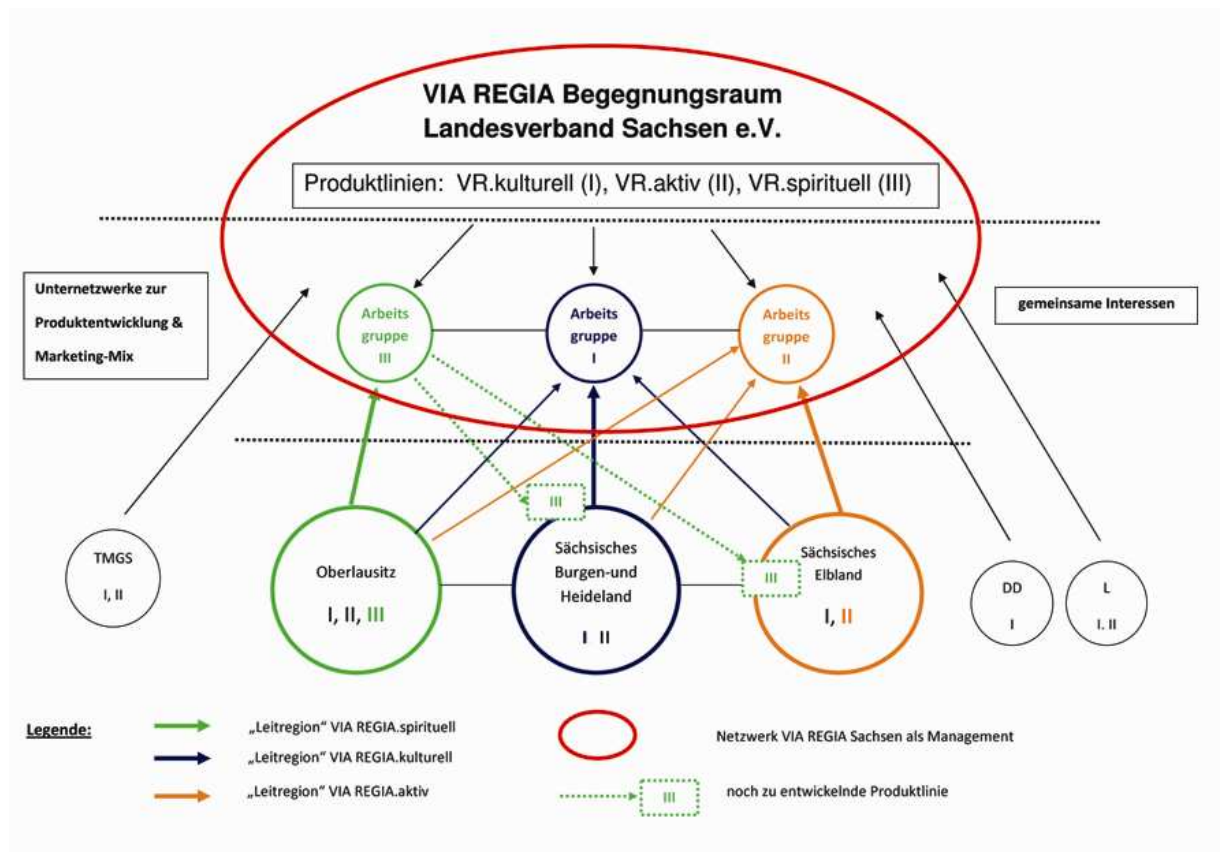 VIA REGIA Begegnungsraum
Landesverband Sachsen e.V.
Produktlinien: VR.kulturell (I), VR.aktiv (II), VR.spirituell (III)
Unternetzwerke zur
Produktentwicklung &
Marketing-Mix
gemeinsame Interessen
Arbeits
gruppe
III
Arbeits
gruppe
I
Arbeits
gruppe
II
III
III
TMGS
I, II
Oberlausitz
I, II, III
Sächsisches
Burgen-und
Heideland
I II
Sächsisches
Elbland
I, II
DD
I
L
I. II
Legende:
„Leitregion“ VIA REGIA.spirituell
„Leitregion“ VIA REGIA.kulturell
„Leitregion“ VIA REGIA.aktiv
Netzwerk VIA REGIA Sachsen als Management
III
noch zu entwickelnde Produktlinie